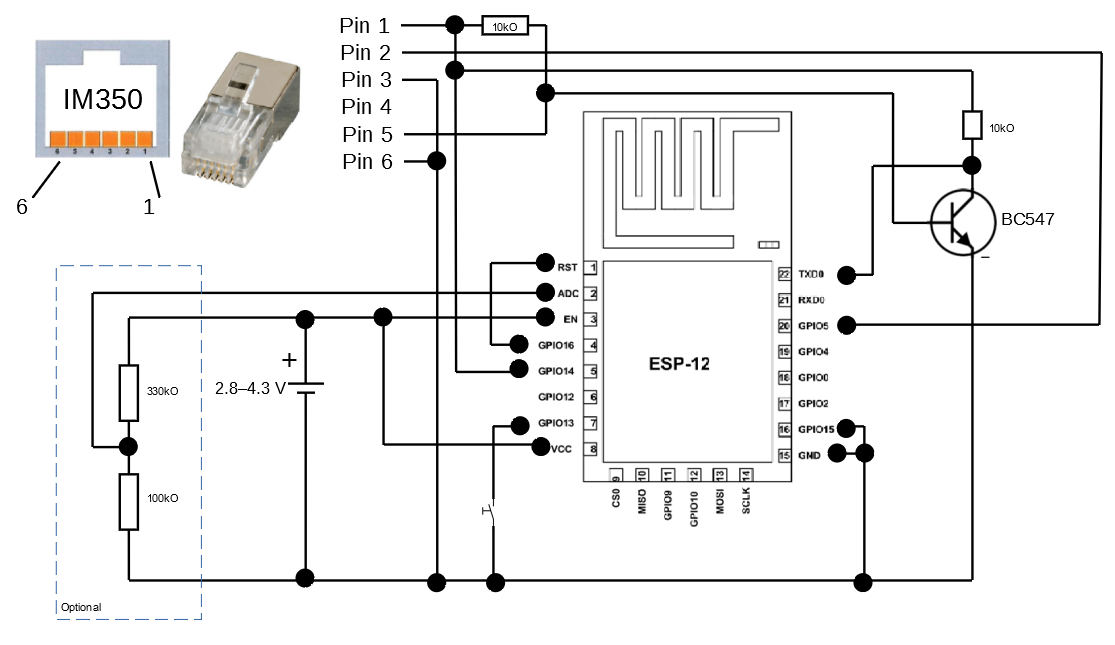 Pin 1
10kO
Pin 2
Pin 3
Pin 4
Pin 5
Pin 6
IM350
6 5 4 3 2 1
6
1
10kO
BC547
–
RST 1
ADC 2
EN 3
GPIO16 4
GPIO14 5
GPIO12 6
GPIO13 7
VCC 8
22 TXD0
21 RXD0
20 GPIO5
19 GPIO4
18 GPIO0
17 GPIO2
16 GPIO15
15 GND
ESP-12
9 10 11 12 13 14
CS0
MISO
GPIO9
GPIO10
MOSI
SCLK
+
2.8–4.3 V
330kO
100kO
Optional